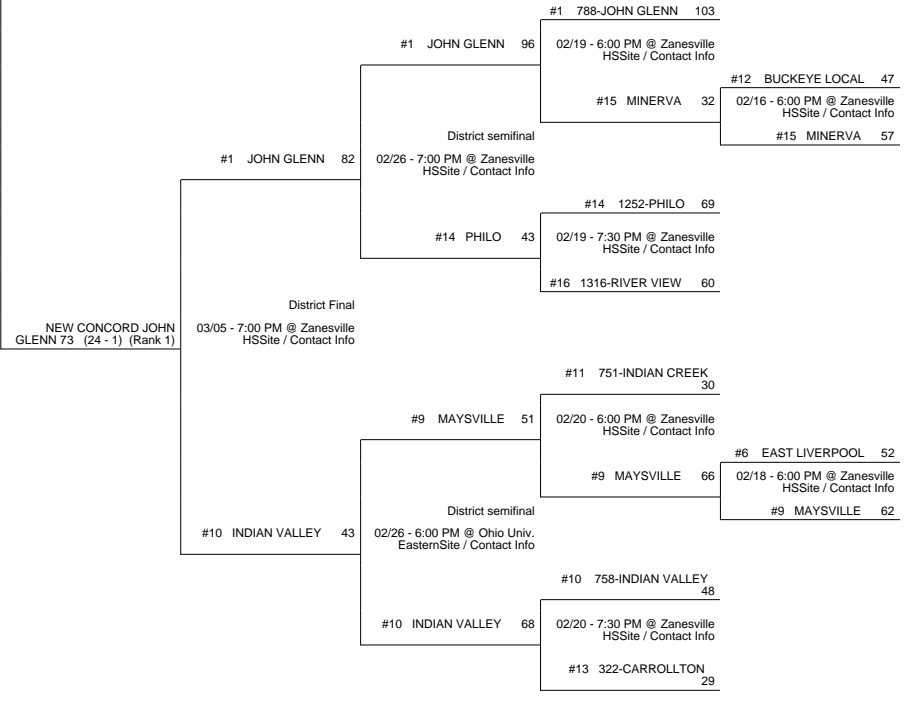 #1 788-JOHN GLENN 103
#1 JOHN GLENN 96
02/19 - 6:00 PM @ Zanesville
HSSite / Contact Info
#12 BUCKEYE LOCAL 47
#15 MINERVA 32
02/16 - 6:00 PM @ Zanesville
HSSite / Contact Info
#15 MINERVA 57
District semifinal
#1 JOHN GLENN 82
02/26 - 7:00 PM @ Zanesville
HSSite / Contact Info
#14 1252-PHILO 69
#14 PHILO 43
02/19 - 7:30 PM @ Zanesville
HSSite / Contact Info
#16 1316-RIVER VIEW 60
District Final
NEW CONCORD JOHN
GLENN 73 (24 - 1) (Rank 1)
03/05 - 7:00 PM @ Zanesville
HSSite / Contact Info
#11 751-INDIAN CREEK
30
#9 MAYSVILLE 51
02/20 - 6:00 PM @ Zanesville
HSSite / Contact Info
#6 EAST LIVERPOOL 52
#9 MAYSVILLE 66
02/18 - 6:00 PM @ Zanesville
HSSite / Contact Info
#9 MAYSVILLE 62
District semifinal
#10 INDIAN VALLEY 43
02/26 - 6:00 PM @ Ohio Univ.
EasternSite / Contact Info
#10 758-INDIAN VALLEY
48
#10 INDIAN VALLEY 68
02/20 - 7:30 PM @ Zanesville
HSSite / Contact Info
#13 322-CARROLLTON
29